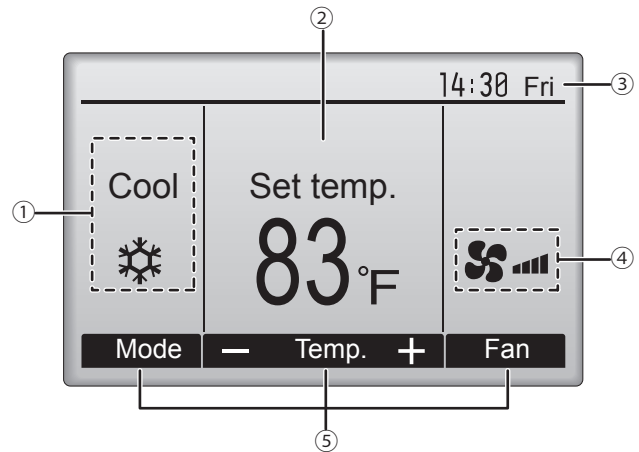 ②
14:30 Fri
③
①
Cool
Set temp.
83°F
④
Mode
— Temp. +
Fan
⑤